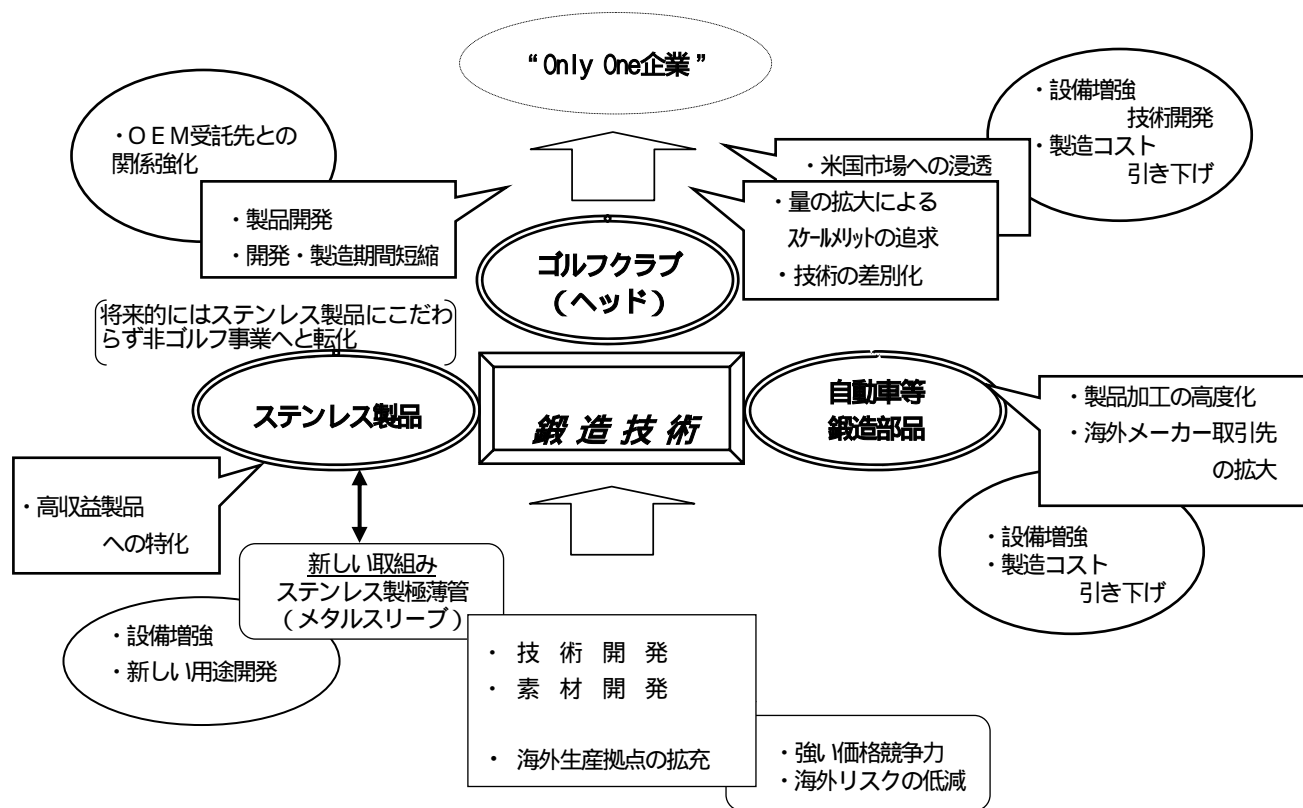 “Only One企業”
・OEM受託先との
関係強化
・製品開発
・開発・製造期間短縮
・設備増強
技術開発
・製造コスト
引き下げ
・米国市場への浸透
・量の拡大による
スケールメリットの追求
・技術の差別化
ゴルフクラブ
(ヘッド)
将来的にはステンレス製品にこだわ
らず非ゴルフ事業へと転化
ステンレス製品
鍛造技術
自動車等
鍛造部品
・製品加工の高度化
・海外メーカー取引先
の拡大
・設備増強
・製造コスト
引き下げ
・高収益製品
への特化
新しい取組み
ステンレス製極薄管
(メタルスリーブ)
・設備増強
・新しい用途開発
・技術開発
・素材開発
・海外生産拠点の拡充
・強い価格競争力
・海外リスクの低減